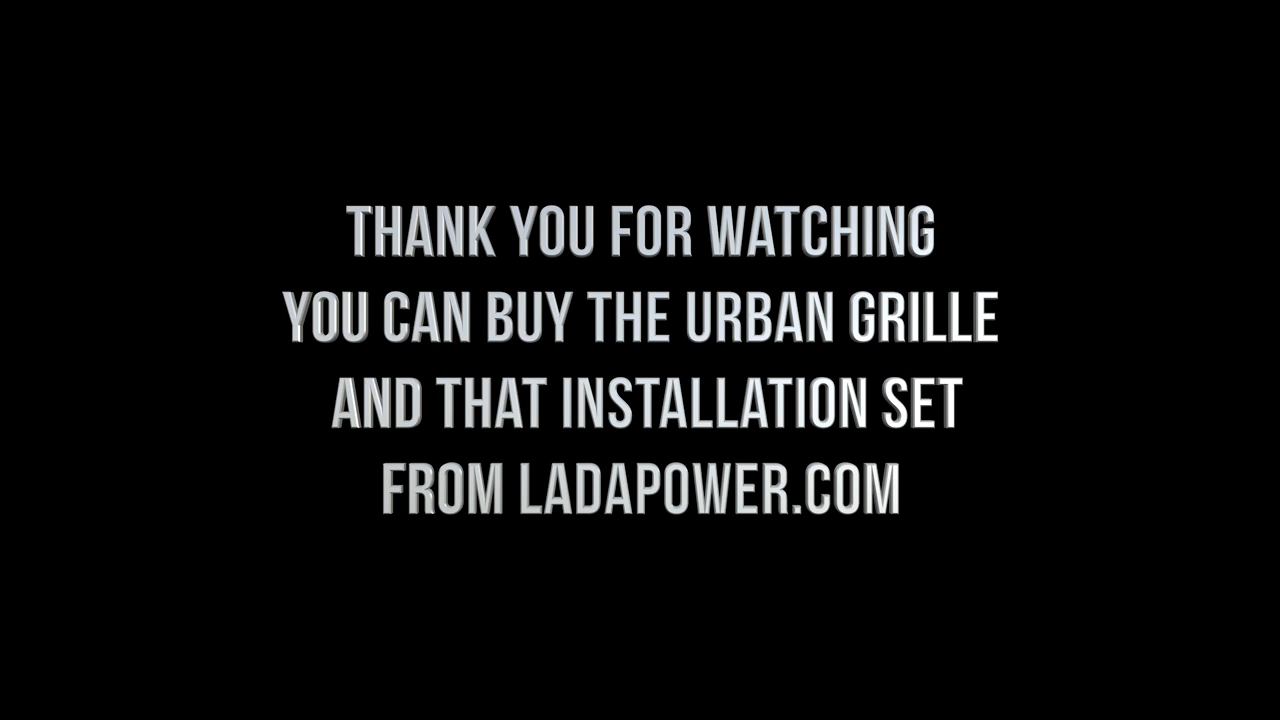 THANK YOU FOR WATCHING
YOU CAN BUY THE URBAN GRILLE
AND THAT INSTALLATION SET
FROM LADAPOWER.COM